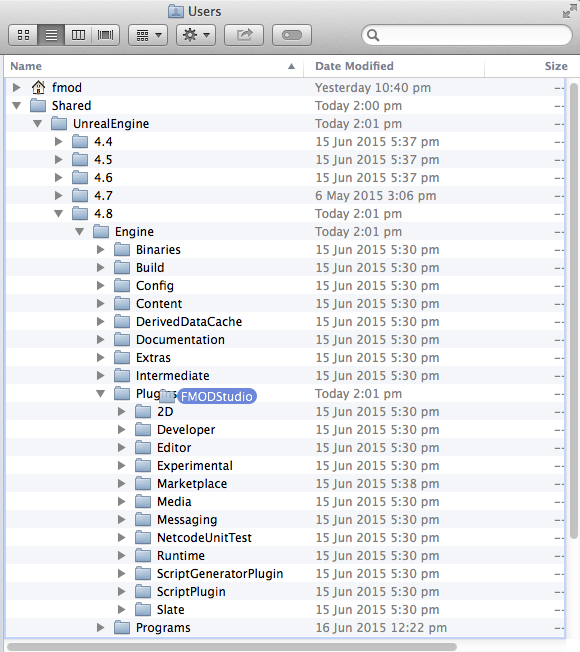 Users
Name Date Modified Size
fmod Yesterday 10:40 pm --
Shared Today 2:00 pm --
UnrealEngine Today 2:01 pm --
4.4 15 Jun 2015 5:37 pm --
4.5 15 Jun 2015 5:37 pm --
4.6 15 Jun 2015 5:37 pm --
4.7 6 May 2015 3:06 pm --
4.8 Today 2:01 pm --
Engine Today 2:01 pm --
Binaries 15 Jun 2015 5:30 pm --
Build 15 Jun 2015 5:30 pm --
Config 15 Jun 2015 5:30 pm --
Content 15 Jun 2015 5:30 pm --
DerivedDataCache 15 Jun 2015 5:30 pm --
Documentation 15 Jun 2015 5:30 pm --
Extras 15 Jun 2015 5:30 pm --
Intermediate 15 Jun 2015 5:30 pm --
Plugins FMODStudio Today 2:01 pm --
2D 15 Jun 2015 5:30 pm --
Developer 15 Jun 2015 5:30 pm --
Editor 15 Jun 2015 5:30 pm --
Experimental 15 Jun 2015 5:30 pm --
Marketplace 15 Jun 2015 5:38 pm --
Media 15 Jun 2015 5:30 pm --
Messaging 15 Jun 2015 5:30 pm --
NetcodeUnitTest 15 Jun 2015 5:30 pm --
Runtime 15 Jun 2015 5:30 pm --
ScriptGeneratorPlugin 15 Jun 2015 5:30 pm --
ScriptPlugin 15 Jun 2015 5:30 pm --
Slate 15 Jun 2015 5:30 pm --
Programs 16 Jun 2015 12:22 pm --